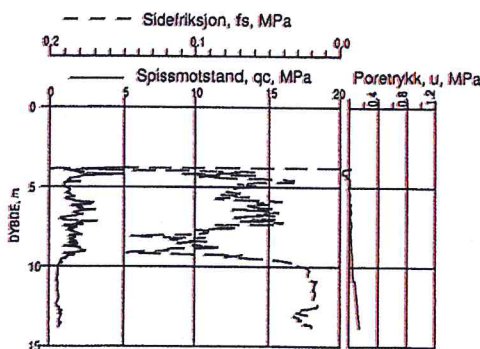 Sidefriksjon, fs, MPa
0,2 0,1 0,0
Spissmotstand, qc, MPa Poretrykk, u, MPa
0 5 10 15 20 0,4 0,8 1,2
DYBDE, m
0
5
10
15